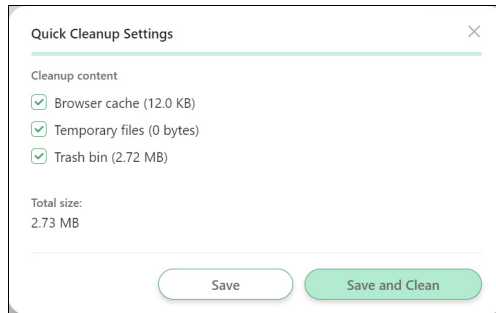 Quick Cleanup Settings
Cleanup content
Browser cache (12.0 KB)
Temporary files (0 bytes)
Trash bin (2.72 MB)
Total size:
2.73 MB
Save
Save and Clean